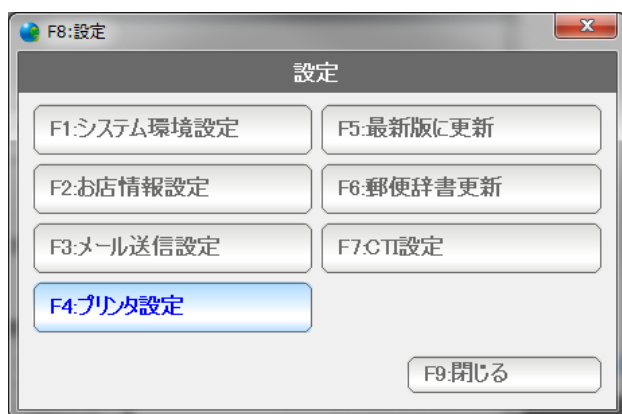 F8:設定
設定
F1:システム環境設定
F5:最新版に更新
F2:お店情報設定
F6:郵便辞書更新
F3:メール送信設定
F7:CTI設定
F4:プリンタ設定
F9:閉じる